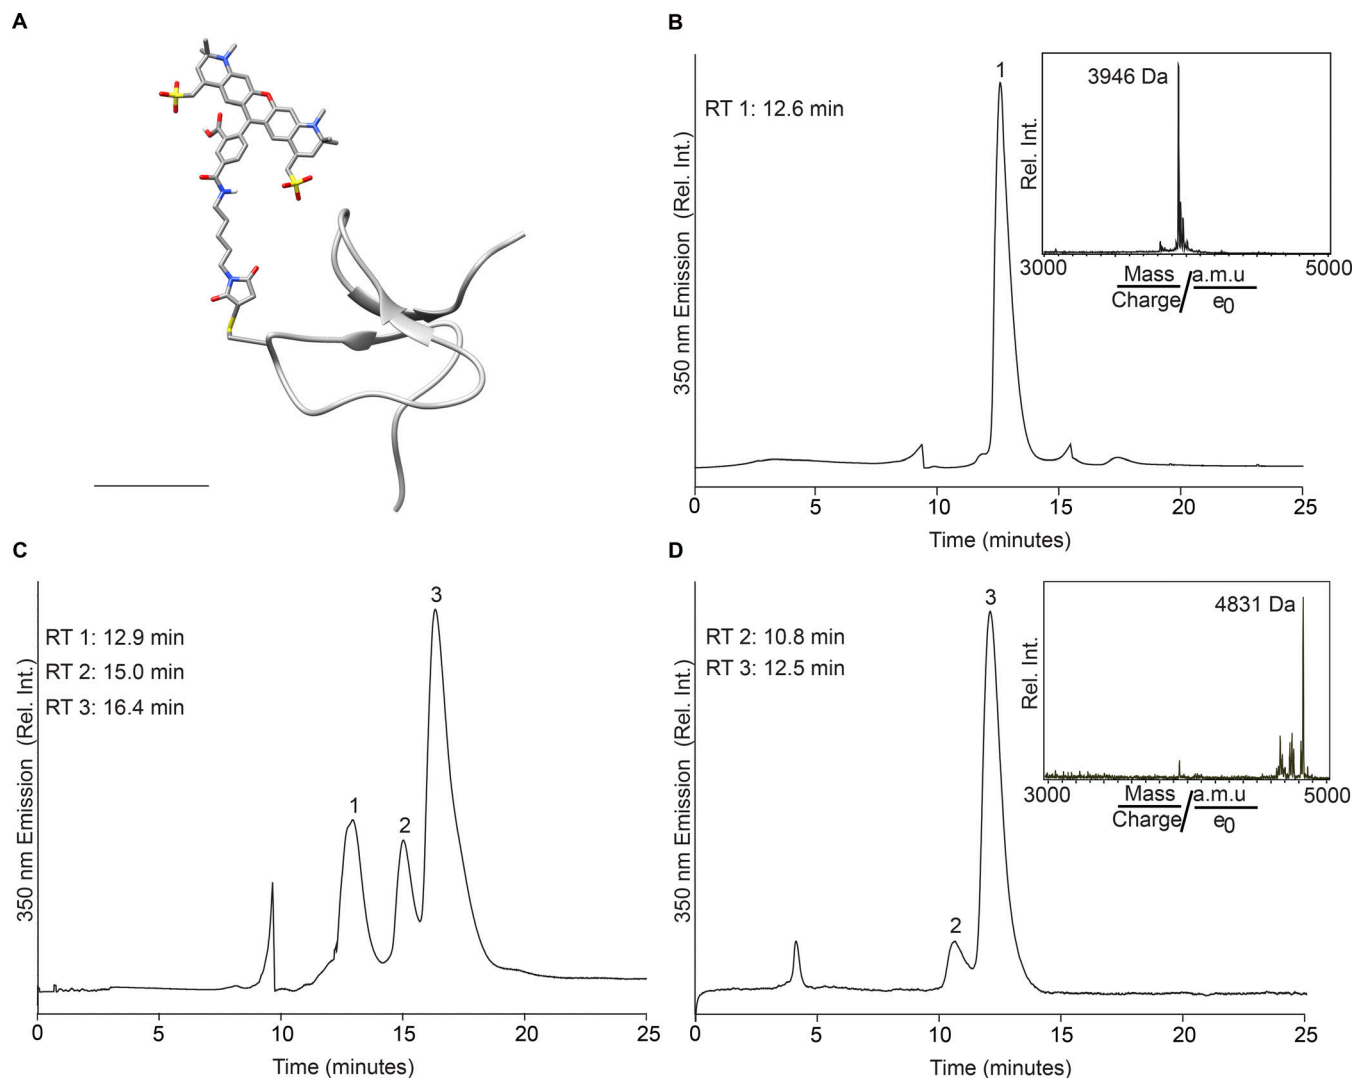 A
B
350 nm Emission (Rel. Int.)
RT 1: 12.6 min
1
Rel. Int.
3946 Da
3000
5000
Mass / a.m.u
Charge e0
0 5 10 15 20 25
Time (minutes)
C
350 nm Emission (Rel. Int.)
RT 1: 12.9 min
RT 2: 15.0 min
RT 3: 16.4 min
1
2
3
0 5 10 15 20 25
Time (minutes)
D
350 nm Emission (Rel. Int.)
RT 2: 10.8 min
RT 3: 12.5 min
2
3
Rel. Int.
4831 Da
3000
5000
Mass / a.m.u
Charge e0
0 5 10 15 20 25
Time (minutes)